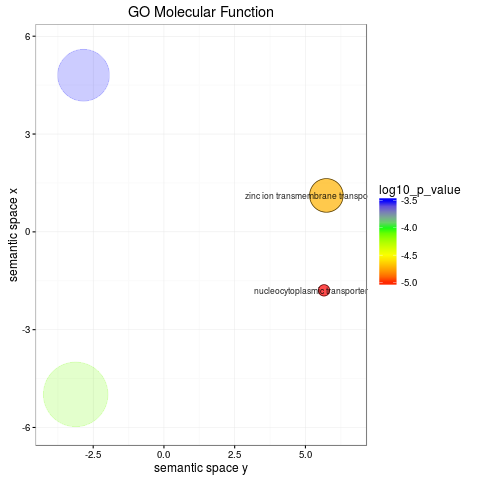 GO Molecular Function
6
3
0
-3
-6
semantic space x
zinc ion transmembrane transpo
nucleocytoplasmic transporter
-2.5
0.0
2.5
5.0
semantic space y
log10_p_value
-3.5
-4.0
-4.5
-5.0